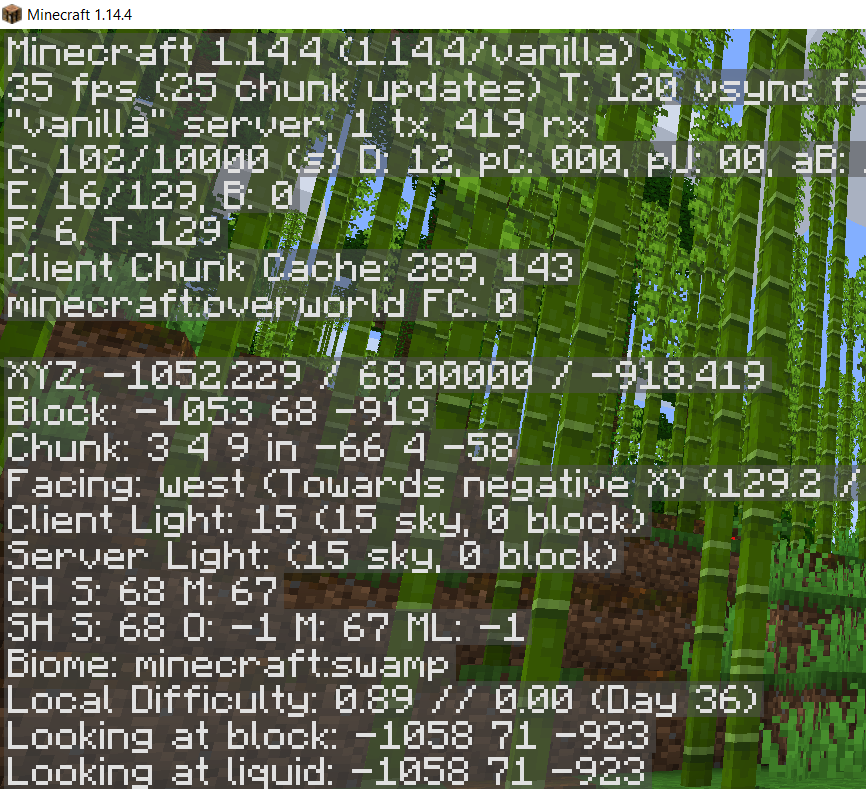 Minecraft 1.14.4
Minecraft 1.14.4 (1.14.4/vanilla)
35 fps (25 chunk updates) T: 120 vsync fa
"vanilla" server, 1 tx, 419 rx
C: 102/10000 (s) D: 12, pC: 000, pU: 00, aB:
E: 16/129, B: 0
P: 6. T: 129
Client Chunk Cache: 289, 143
minecraft:overworld FC: 0
XYZ: -1052.229 / 68.00000 / -918.419
Block: -1053 68 -919
Chunk: 3 4 9 in -66 4 -58
Facing: west (Towards negative X) (129.2 /
Client Light: 15 (15 sky, 0 block)
Server Light: (15 sky, 0 block)
CH S: 68 M: 67
SH S: 68 O: -1 M: 67 ML: -1
Biome: minecraft:swamp
Local Difficulty: 0.89 // 0.00 (Day 36)
Looking at block: -1058 71 -923
Looking at liquid: -1058 71 -923